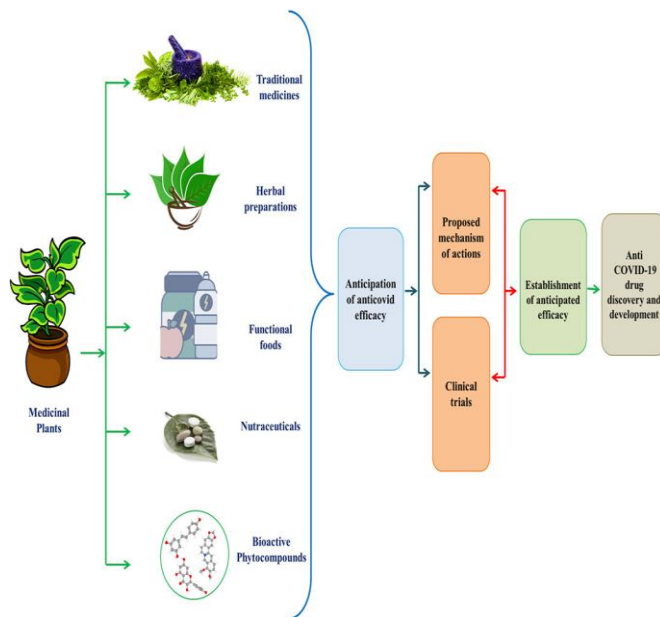 Medicinal
Plants
Traditional
medicines
Herbal
preparations
Functional
foods
Nutraceuticals
Bioactive
Phytocompounds
Anticipation
of anticovid
efficacy
Proposed
mechanism
of actions
Clinical
trials
Establishment
of anticipated
efficacy
Anti
COVID-19
drug
discovery and
development